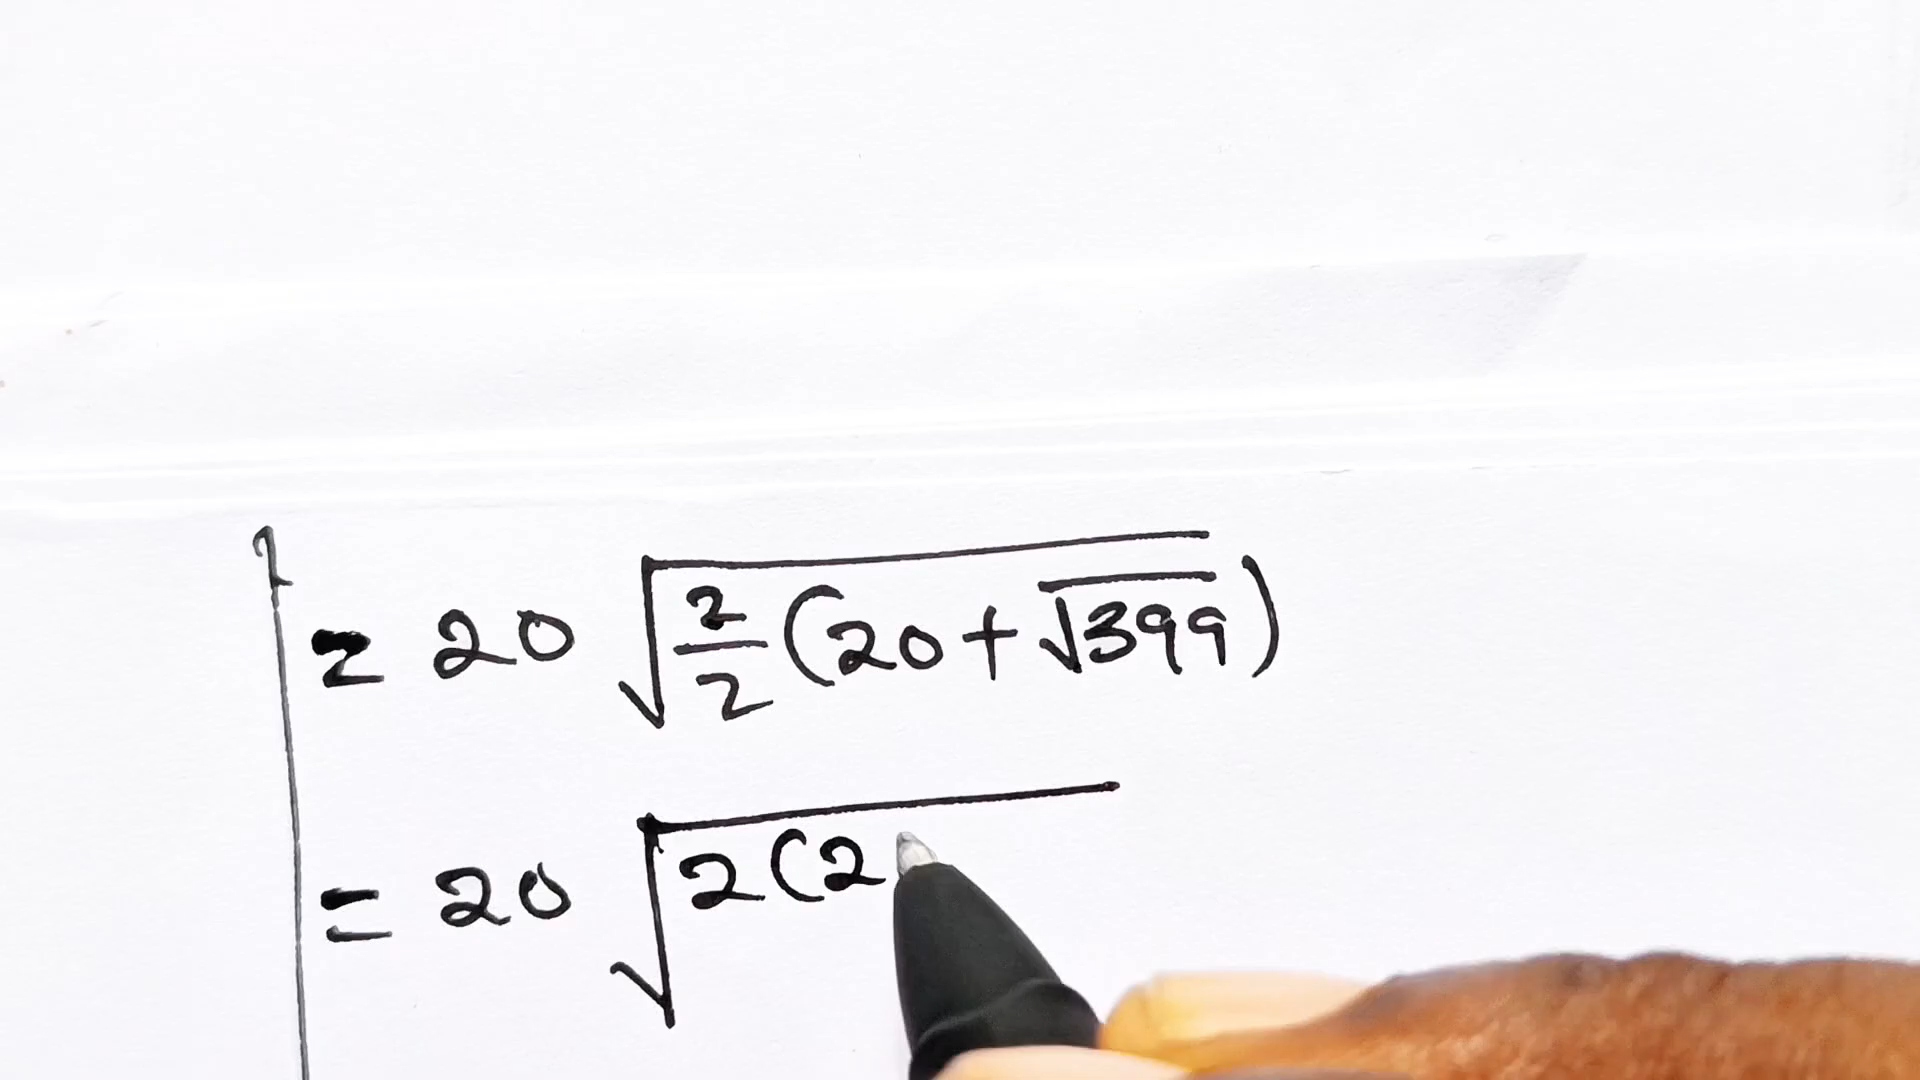 = 20 √(2/2 (20 + √399))
= 20 √(2(2